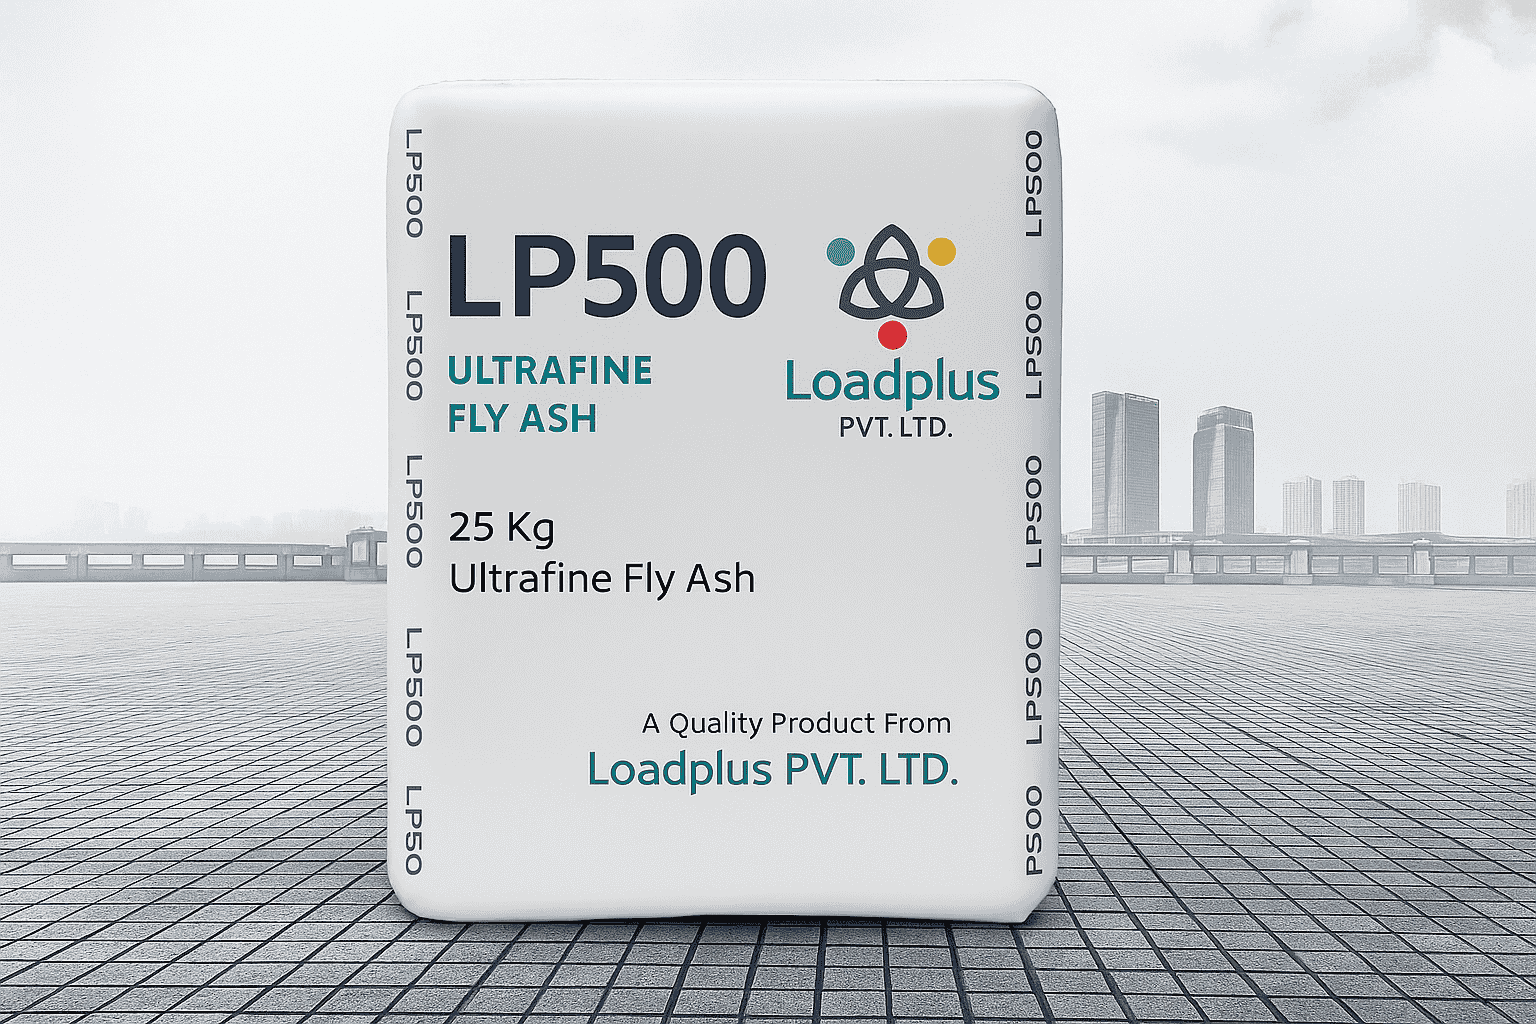 LP500
LP500
LP500
LP500
LP50
LP500
ULTRAFINE
FLY ASH
Loadplus
PVT. LTD.
25 Kg
Ultrafine Fly Ash
A Quality Product From
Loadplus PVT. LTD.
LP500
LP500
LP500
LP500
P500